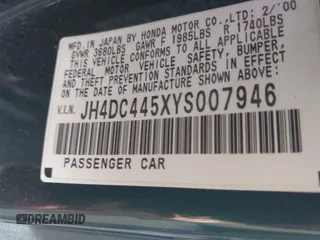 MFD. IN JAPAN BY HONDA MOTOR CO.,LTD. 2/'00
GVWR 3680LBS GAWR F 1985LBS R 1740LBS
THIS VEHICLE CONFORMS TO ALL APPLICABLE
FEDERAL MOTOR VEHICLE SAFETY, BUMPER,
AND THEFT PREVENTION STANDARDS IN EFFECT
ON THE DATE OF MANUFACTURE SHOWN ABOVE.
V.I.N. JH4DC445XYS007946
PASSENGER CAR
DREAMBID